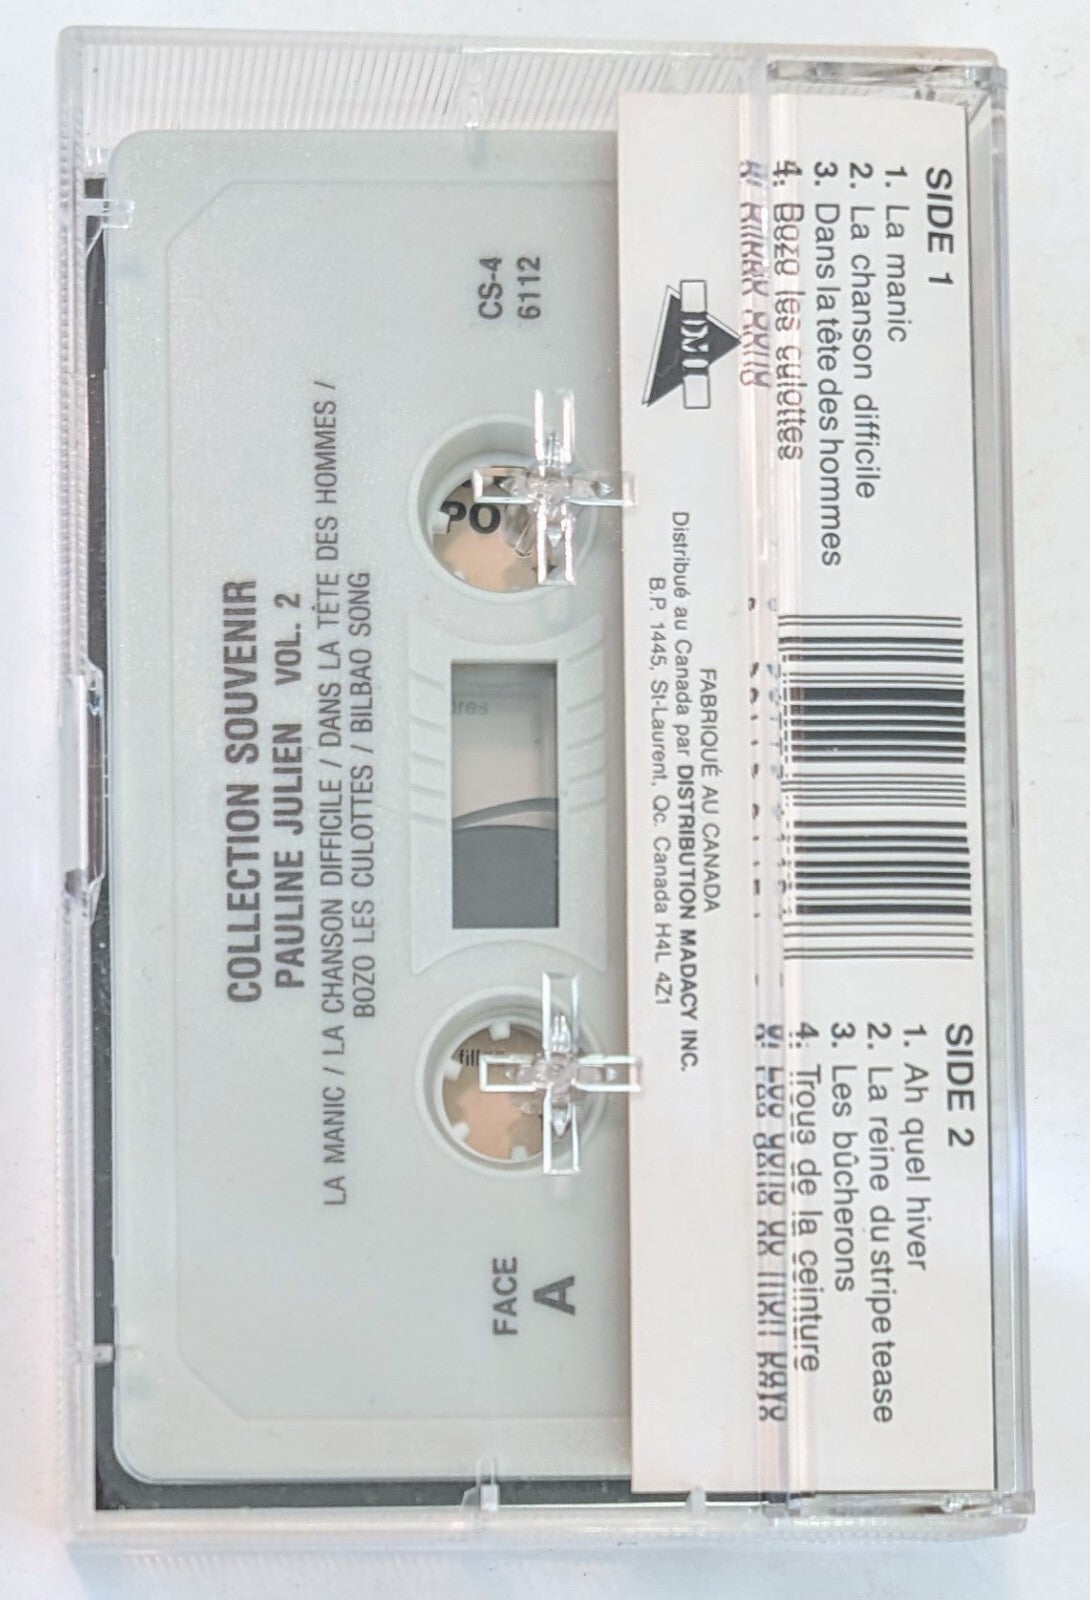 SIDE 1
1. La manic
2. La chanson difficile
3. Dans la tête des hommes
4. Bozo les culottes
SIDE 2
1. Ah quel hiver
2. La reine du stripe tease
3. Les bûcherons
4. Trous de la ceinture
DMI
FABRIQUÉ AU CANADA
Distribué au Canada par DISTRIBUTION MADACY INC.
B.P. 1445, St-Laurent, Qc. Canada H4L 4Z1
CS-4
6112
FACE
A
COLLECTION SOUVENIR
PAULINE JULIEN VOL. 2
LA MANIC / LA CHANSON DIFFICILE / DANS LA TÊTE DES HOMMES /
BOZO LES CULOTTES / BILBAO SONG